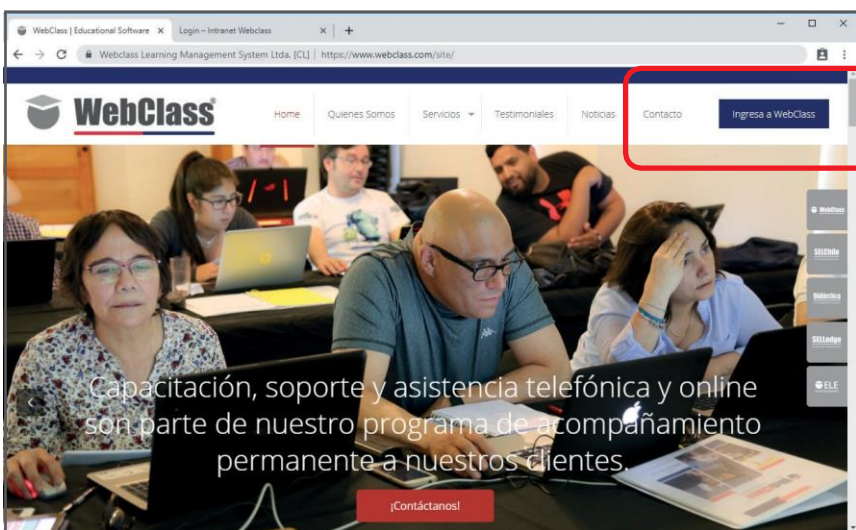 WebClass | Educational Software
Login – Intranet Webclass
Webclass Learning Management System Ltda. [CL] | https://www.webclass.com/site/
WebClass
Home
Quienes Somos
Servicios
Testimoniales
Noticias
Contacto
Ingresa a WebClass
WebClass
SELChile
Didáctica
ELE
Capacitación, soporte y asistencia telefónica y online
son parte de nuestro programa de acompañamiento
permanente a nuestros clientes.
¡Contáctanos!